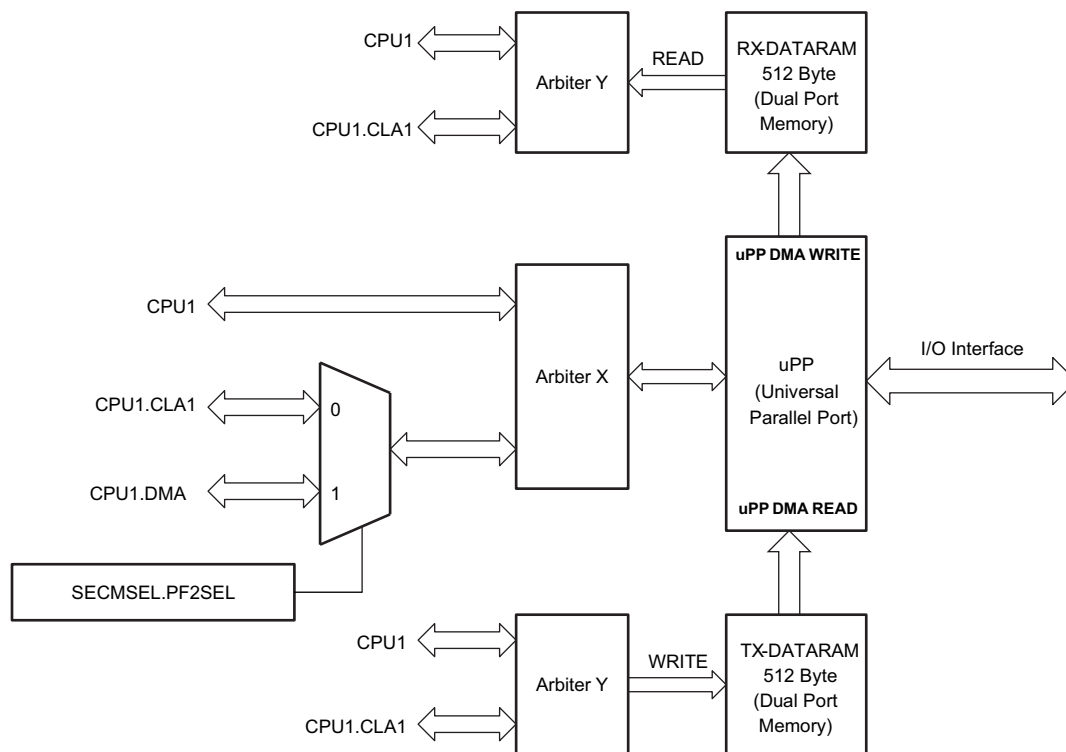 CPU1
CPU1.CLA1
Arbiter Y
READ
RX-DATARAM
512 Byte
(Dual Port
Memory)
CPU1
CPU1.CLA1
CPU1.DMA
0
1
SECMSEL.PF2SEL
Arbiter X
uPP DMA WRITE
uPP
(Universal
Parallel Port)
uPP DMA READ
I/O Interface
CPU1
CPU1.CLA1
Arbiter Y
WRITE
TX-DATARAM
512 Byte
(Dual Port
Memory)